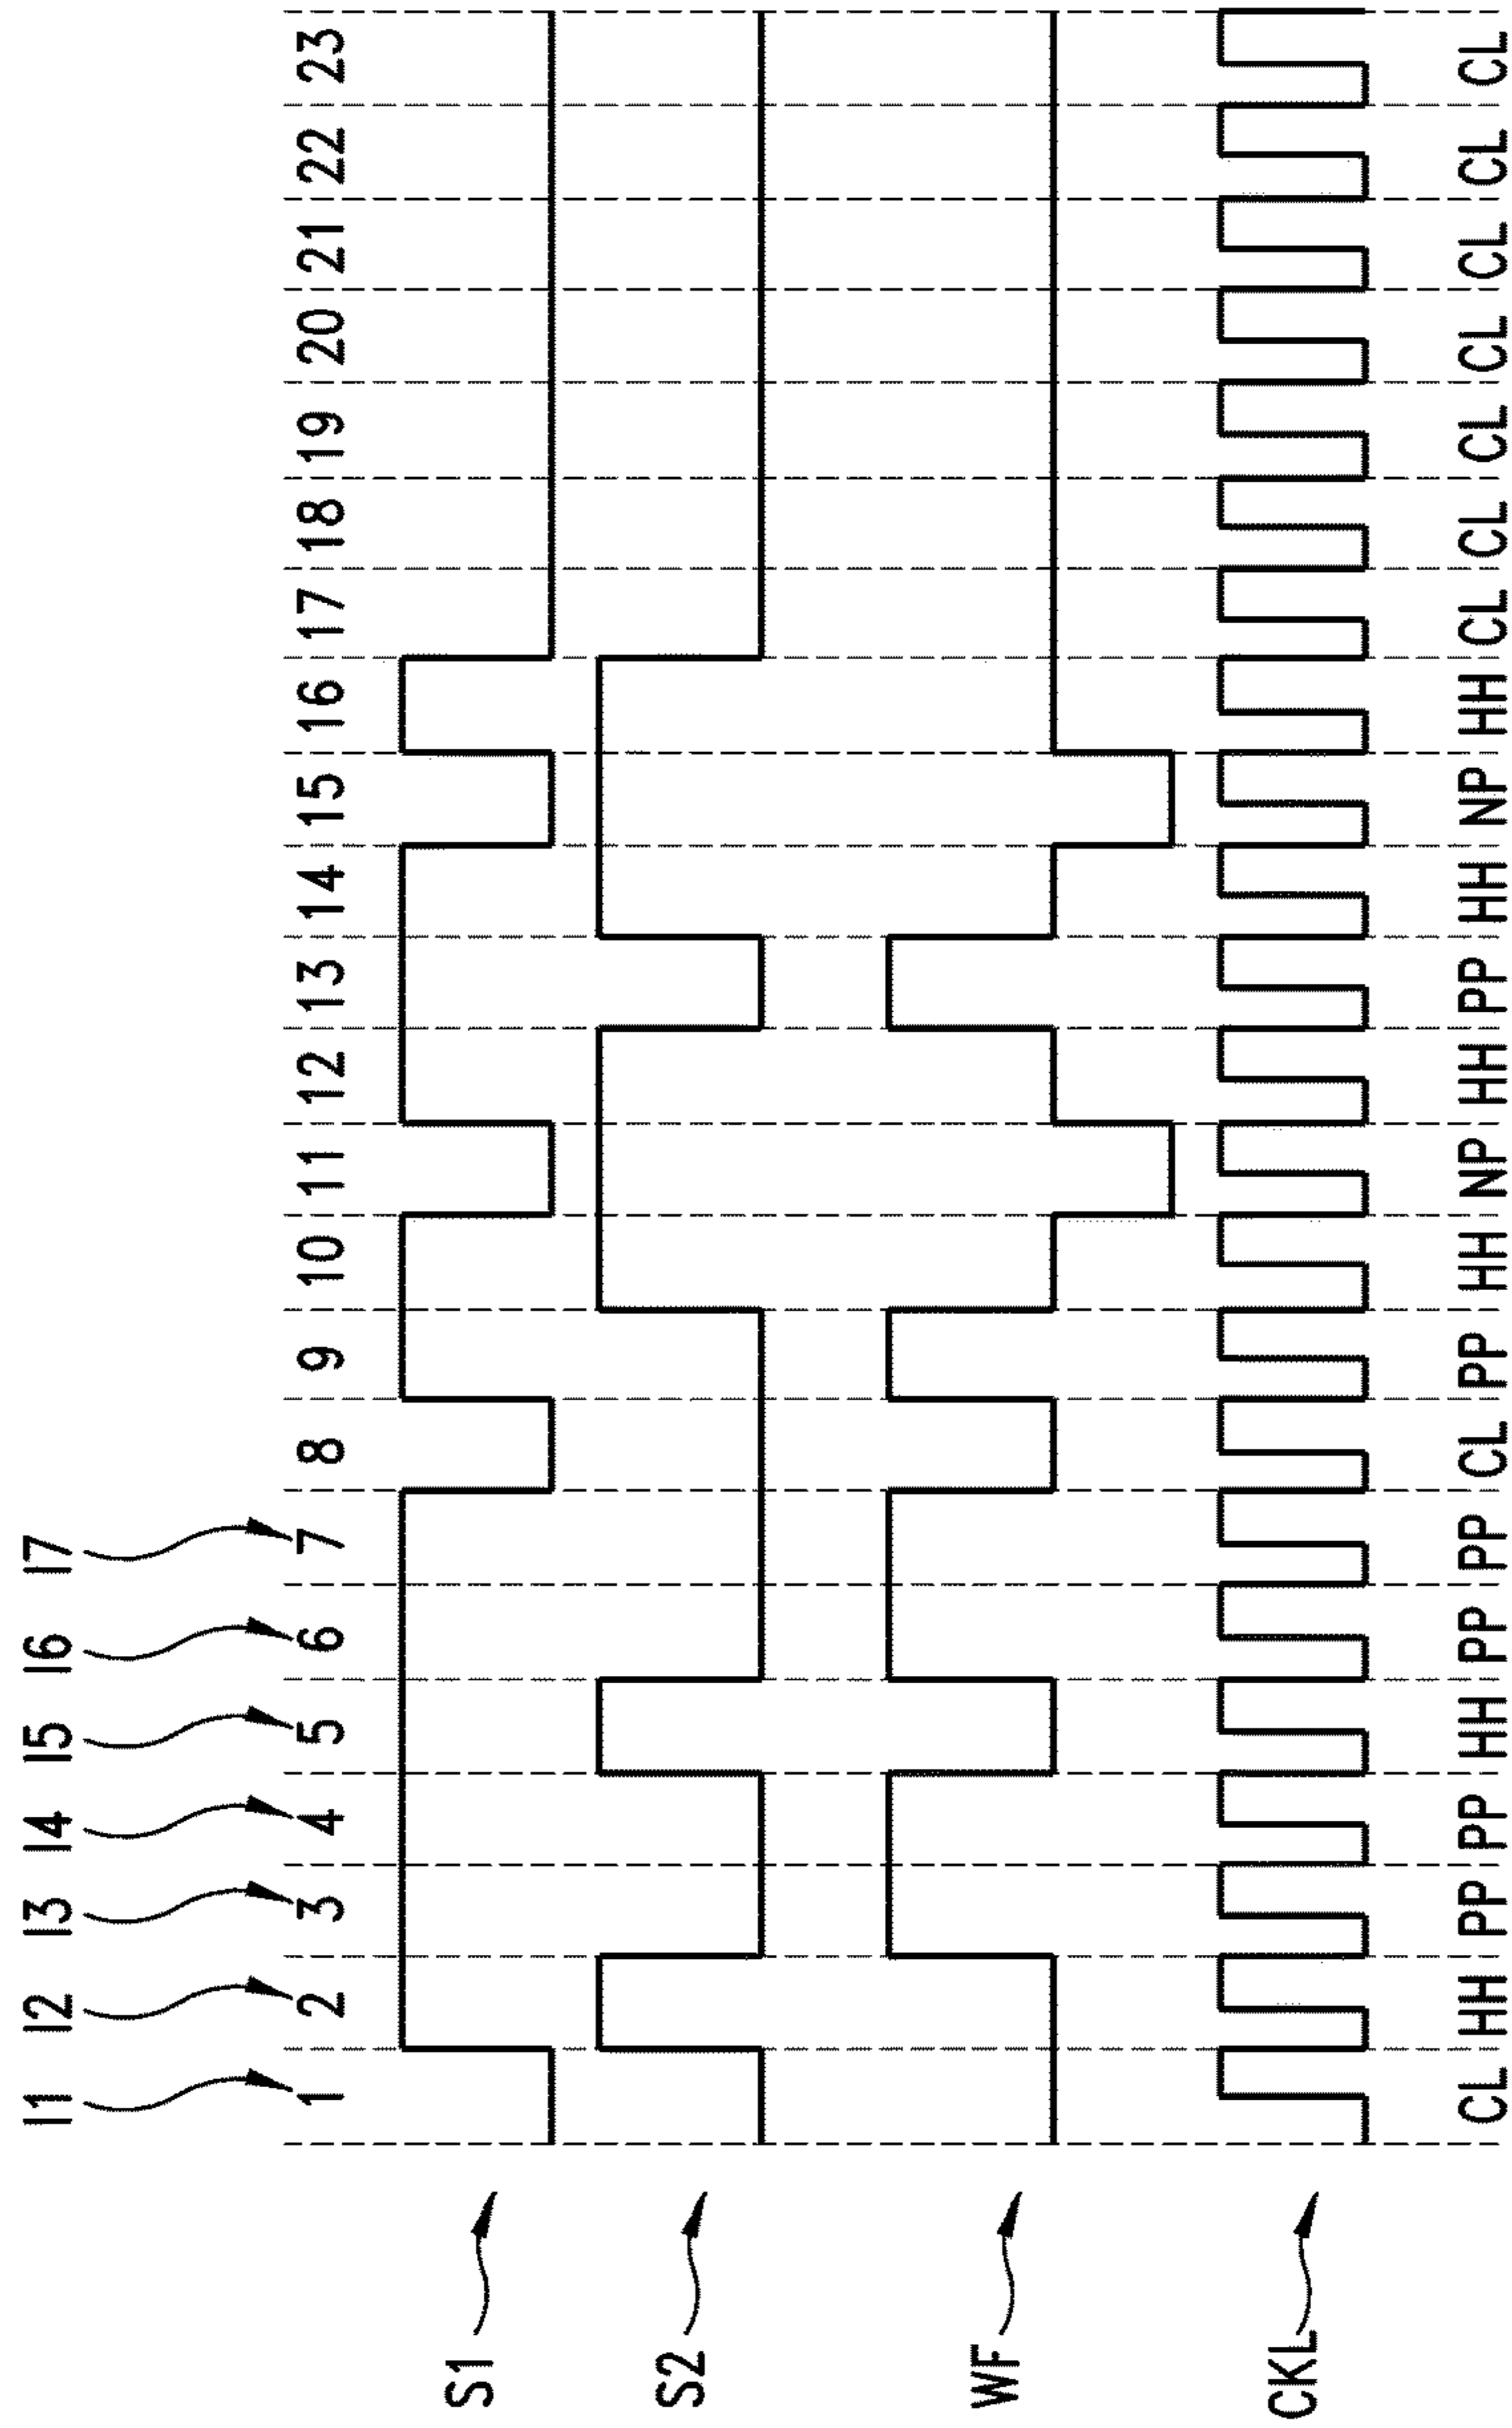 I1 I2 I3 I4 I5 I6 I7
1 2 3 4 5 6 7 8 9 10 11 12 13 14 15 16 17 18 19 20 21 22 23
S1
S2
WF
CKL
CL HH PP PP HH PP PP CL PP HH NP HH PP HH NP HH CL CL CL CL CL CL CL